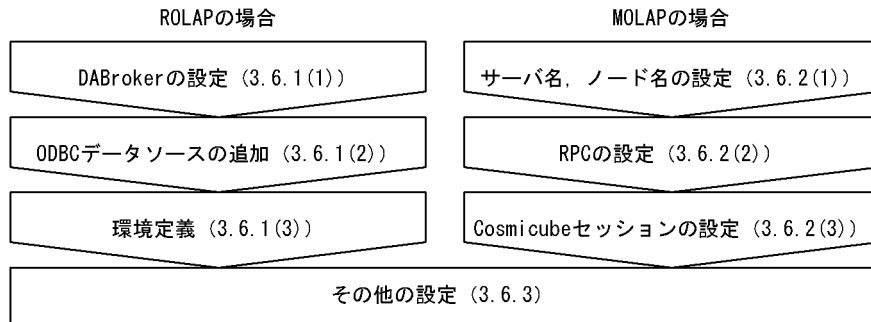 ROLAPの場合
MOLAPの場合
DABrokerの設定（3.6.1(1)）
サーバ名，ノード名の設定（3.6.2(1)）
ODBCデータソースの追加（3.6.1(2)）
RPCの設定（3.6.2(2)）
環境定義（3.6.1(3)）
Cosmicubeセッションの設定（3.6.2(3)）
その他の設定（3.6.3）